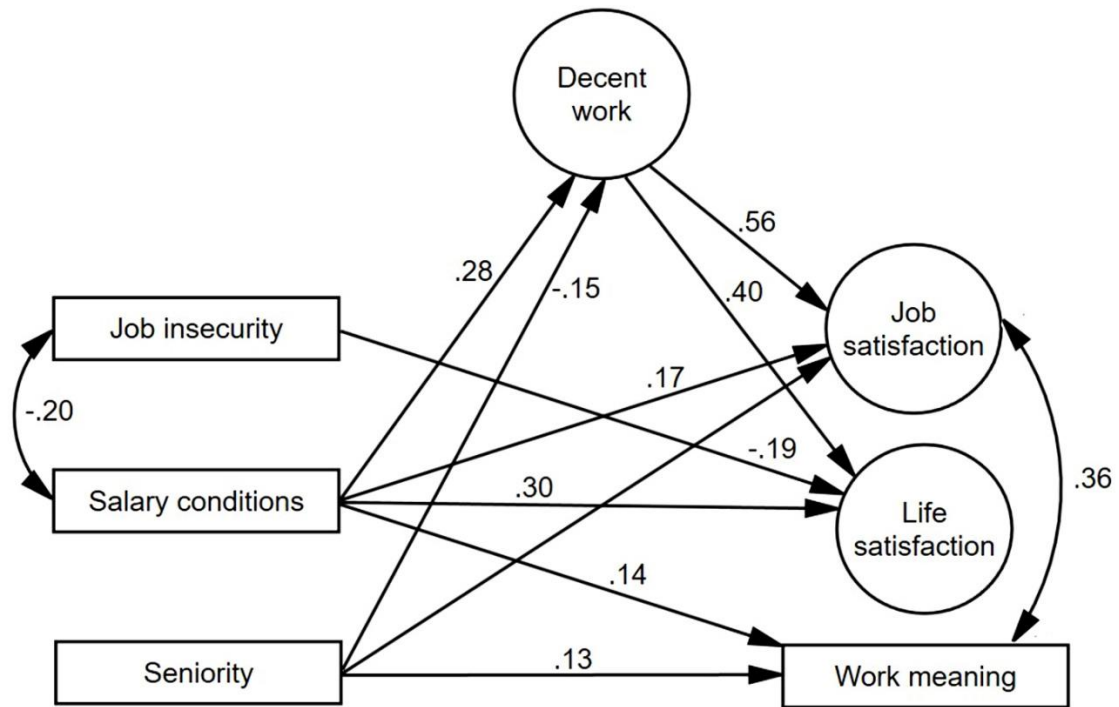 Decent
work
.56
.28
-.15
.40
Job insecurity
Job
satisfaction
.17
-.20
-.19
.36
Salary conditions
.30
Life
satisfaction
.14
Seniority
.13
Work meaning